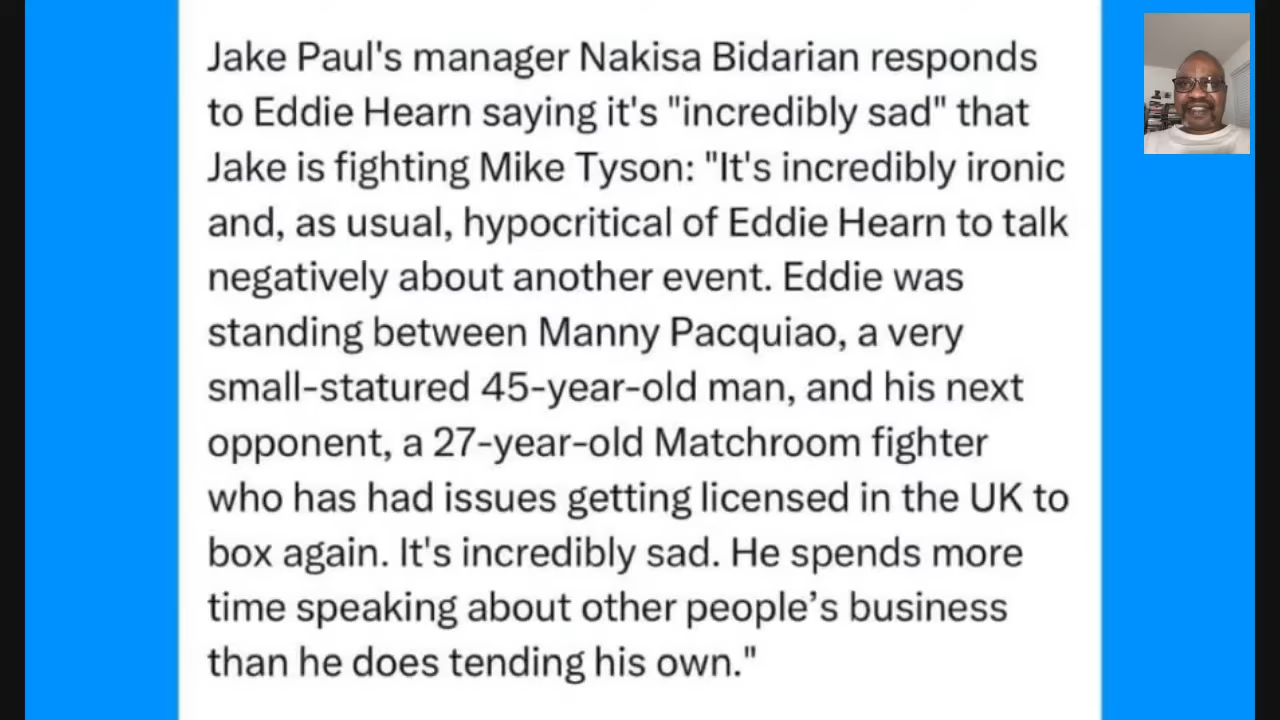 Jake Paul's manager Nakisa Bidarian responds
to Eddie Hearn saying it's "incredibly sad" that
Jake is fighting Mike Tyson: "It's incredibly ironic
and, as usual, hypocritical of Eddie Hearn to talk
negatively about another event. Eddie was
standing between Manny Pacquiao, a very
small-statured 45-year-old man, and his next
opponent, a 27-year-old Matchroom fighter
who has had issues getting licensed in the UK to
box again. It's incredibly sad. He spends more
time speaking about other people’s business
than he does tending his own."